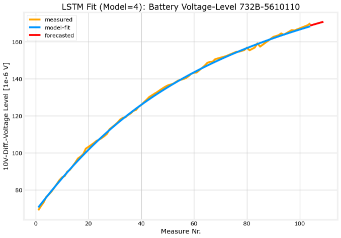 LSTM Fit (Model=4): Battery Voltage-Level 732B-5610110
measured
model-fit
forecasted
10V-Diff.-Voltage Level [1e-6 V]
160
140
120
100
80
0
20
40
60
80
100
Measure Nr.